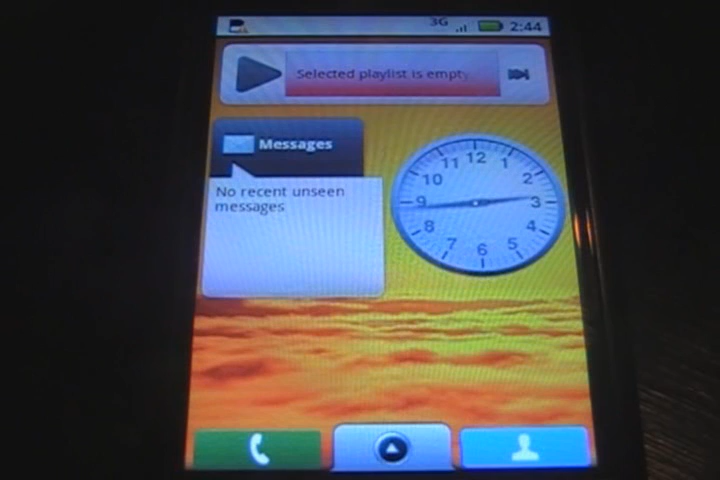 3G 2:44
Selected playlist is empty
Messages
No recent unseen
messages
12
11 1
10 2
9 3
8 4
7 5
6